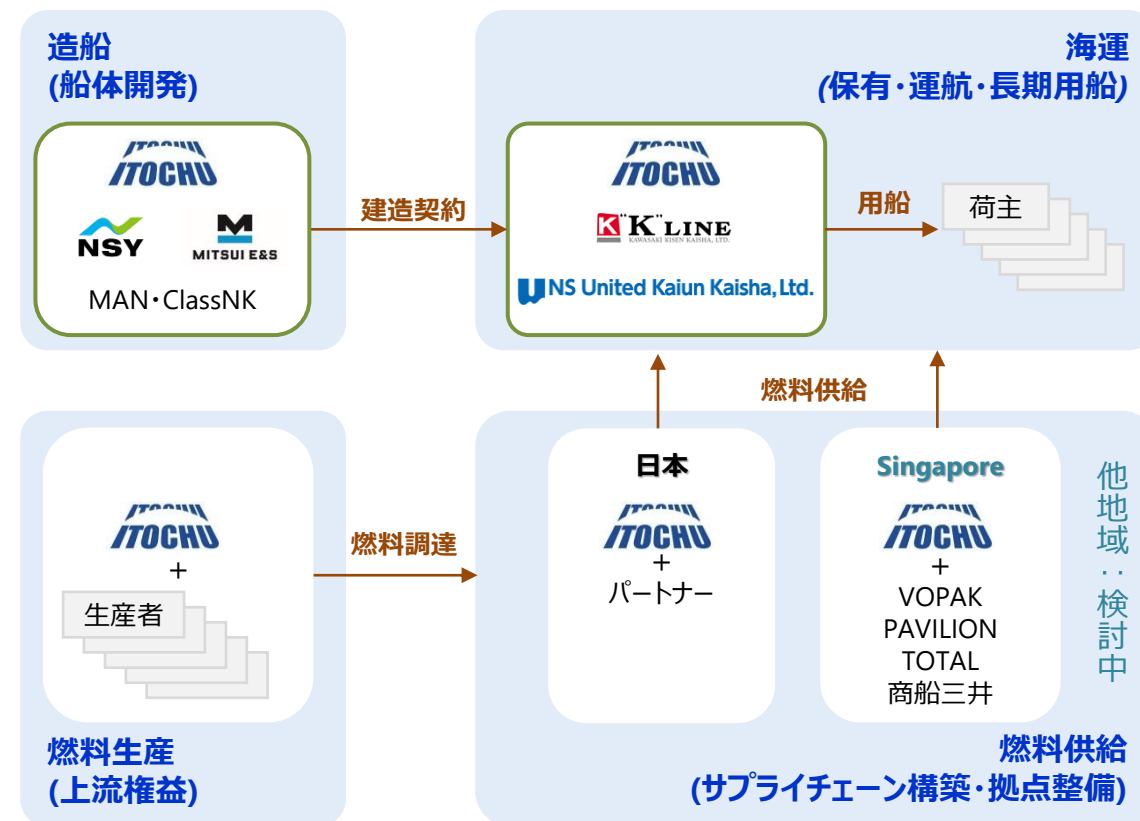 造船
(船体開発)
ITOCHU
NSY
MITSUI E&S
MAN・ClassNK
建造契約
海運
(保有・運航・長期用船)
ITOCHU
"K" LINE
KAWASAKI KISEN KAISHA, LTD.
NS United Kaiun Kaisha, Ltd.
用船
荷主
燃料供給
ITOCHU
+
生産者
燃料生産
(上流権益)
燃料調達
日本
ITOCHU
+
パートナー
Singapore
ITOCHU
+
VOPAK
PAVILION
TOTAL
商船三井
他地域:検討中
燃料供給
(サプライチェーン構築・拠点整備)